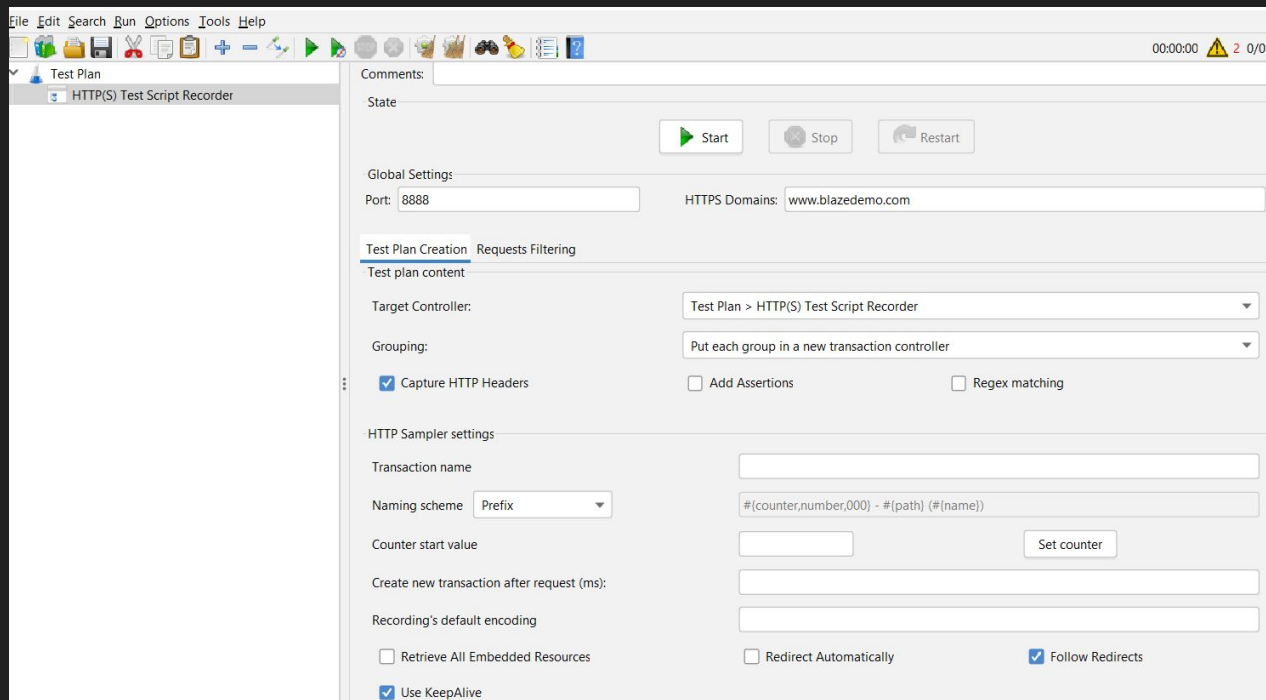 File Edit Search Run Options Tools Help
00:00:00 2 0/0
Test Plan
HTTP(S) Test Script Recorder
Comments:
State
Start Stop Restart
Global Settings
Port: 8888 HTTPS Domains: www.blazedemo.com
Test Plan Creation Requests Filtering
Test plan content
Target Controller: Test Plan > HTTP(S) Test Script Recorder
Grouping: Put each group in a new transaction controller
Capture HTTP Headers Add Assertions Regex matching
HTTP Sampler settings
Transaction name
Naming scheme Prefix #{counter,number,000} - #{path} (#{name})
Counter start value Set counter
Create new transaction after request (ms):
Recording's default encoding
Retrieve All Embedded Resources Redirect Automatically Follow Redirects
Use KeepAlive